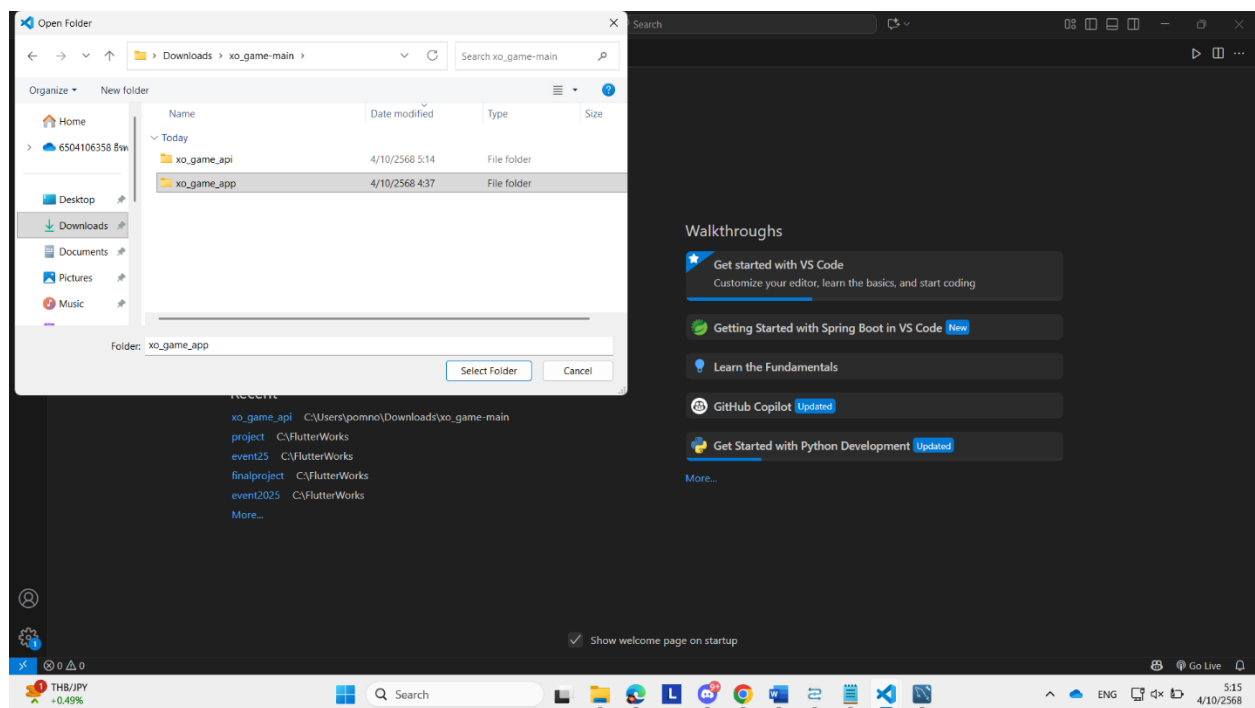 Open Folder
Search
Downloads > xo_game-main >
Search xo_game-main
Organize
New folder
Name
Date modified
Type
Size
Home
6504106358
Today
xo_game_api
4/10/2568 5:14
File folder
xo_game_app
4/10/2568 4:37
File folder
Desktop
Downloads
Documents
Pictures
Music
Folder: xo_game_app
Select Folder
Cancel
xo_game_api C:\Users\pomno\Downloads\xo_game-main
project C:\FlutterWorks
event25 C:\FlutterWorks
finalproject C:\FlutterWorks
event2025 C:\FlutterWorks
More...
Walkthroughs
Get started with VS Code
Customize your editor, learn the basics, and start coding
Getting Started with Spring Boot in VS Code New
Learn the Fundamentals
GitHub Copilot Updated
Get Started with Python Development Updated
More...
Show welcome page on startup
1
0 0
Go Live
1
THB/JPY
+0.49%
Search
L
9+
W
ENG
5:15
4/10/2568